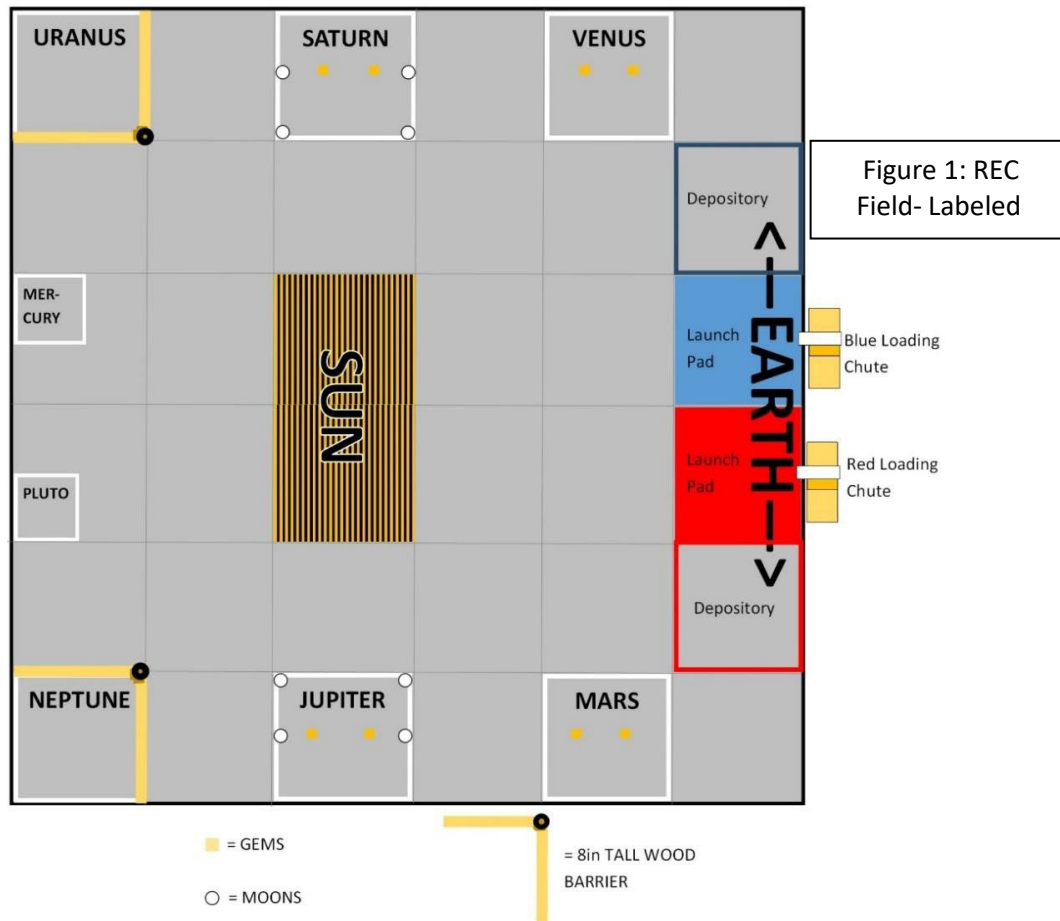 URANUS
SATURN
VENUS
Figure 1: REC
Field- Labeled
Depository
MER-
CURY
SUN
Launch
Pad
<—EARTH—>
Blue Loading
Chute
PLUTO
Launch
Pad
Red Loading
Chute
Depository
NEPTUNE
JUPITER
MARS
= GEMS
= 8in TALL WOOD
BARRIER
= MOONS